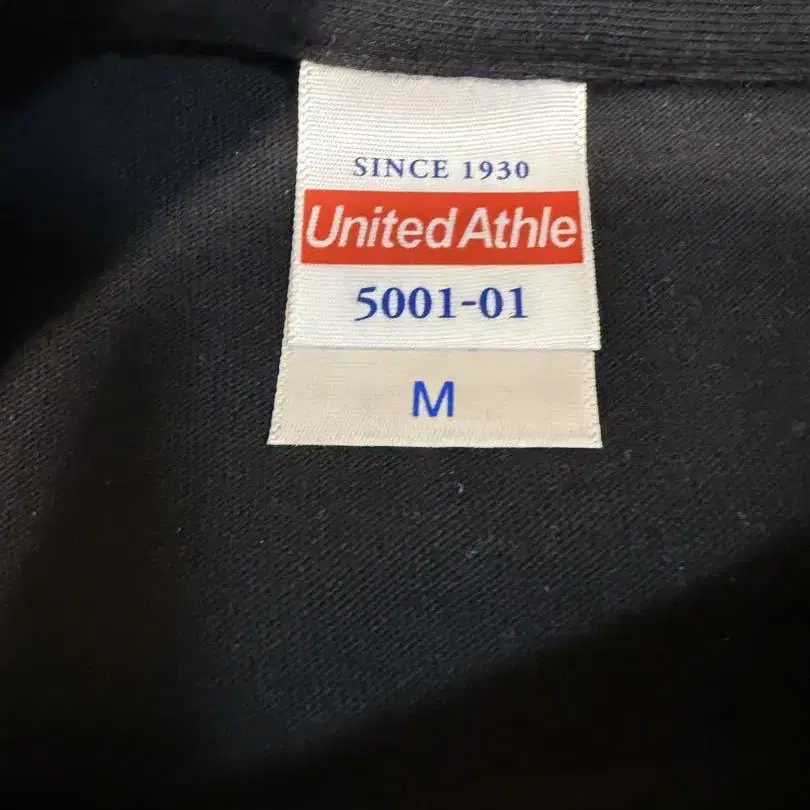 SINCE 1930
United Athle
5001-01
M